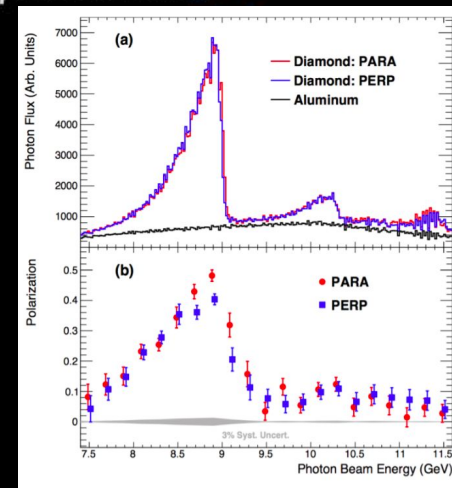 Photon Flux (Arb. Units)
7000
6000
5000
4000
3000
2000
1000
(a)
Diamond: PARA
Diamond: PERP
Aluminum
Polarization
0.5
0.4
0.3
0.2
0.1
0
(b)
PARA
PERP
3% Syst. Uncert.
7.5 8 8.5 9 9.5 10 10.5 11 11.5
Photon Beam Energy (GeV)